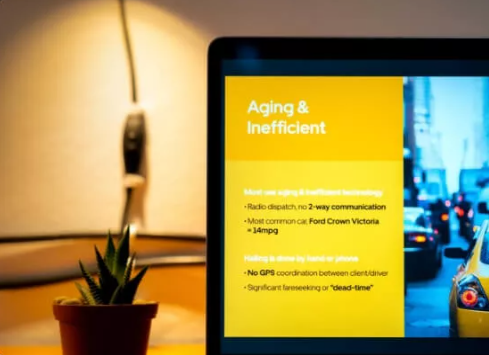 Aging &
Inefficient
Most use aging & inefficient technology
• Radio dispatch, no 2-way communication
• Most common car, Ford Crown Victoria
= 14mpg
Hailing is done by hand or phone
• No GPS coordination between client/driver
• Significant fareseeking or "dead-time"